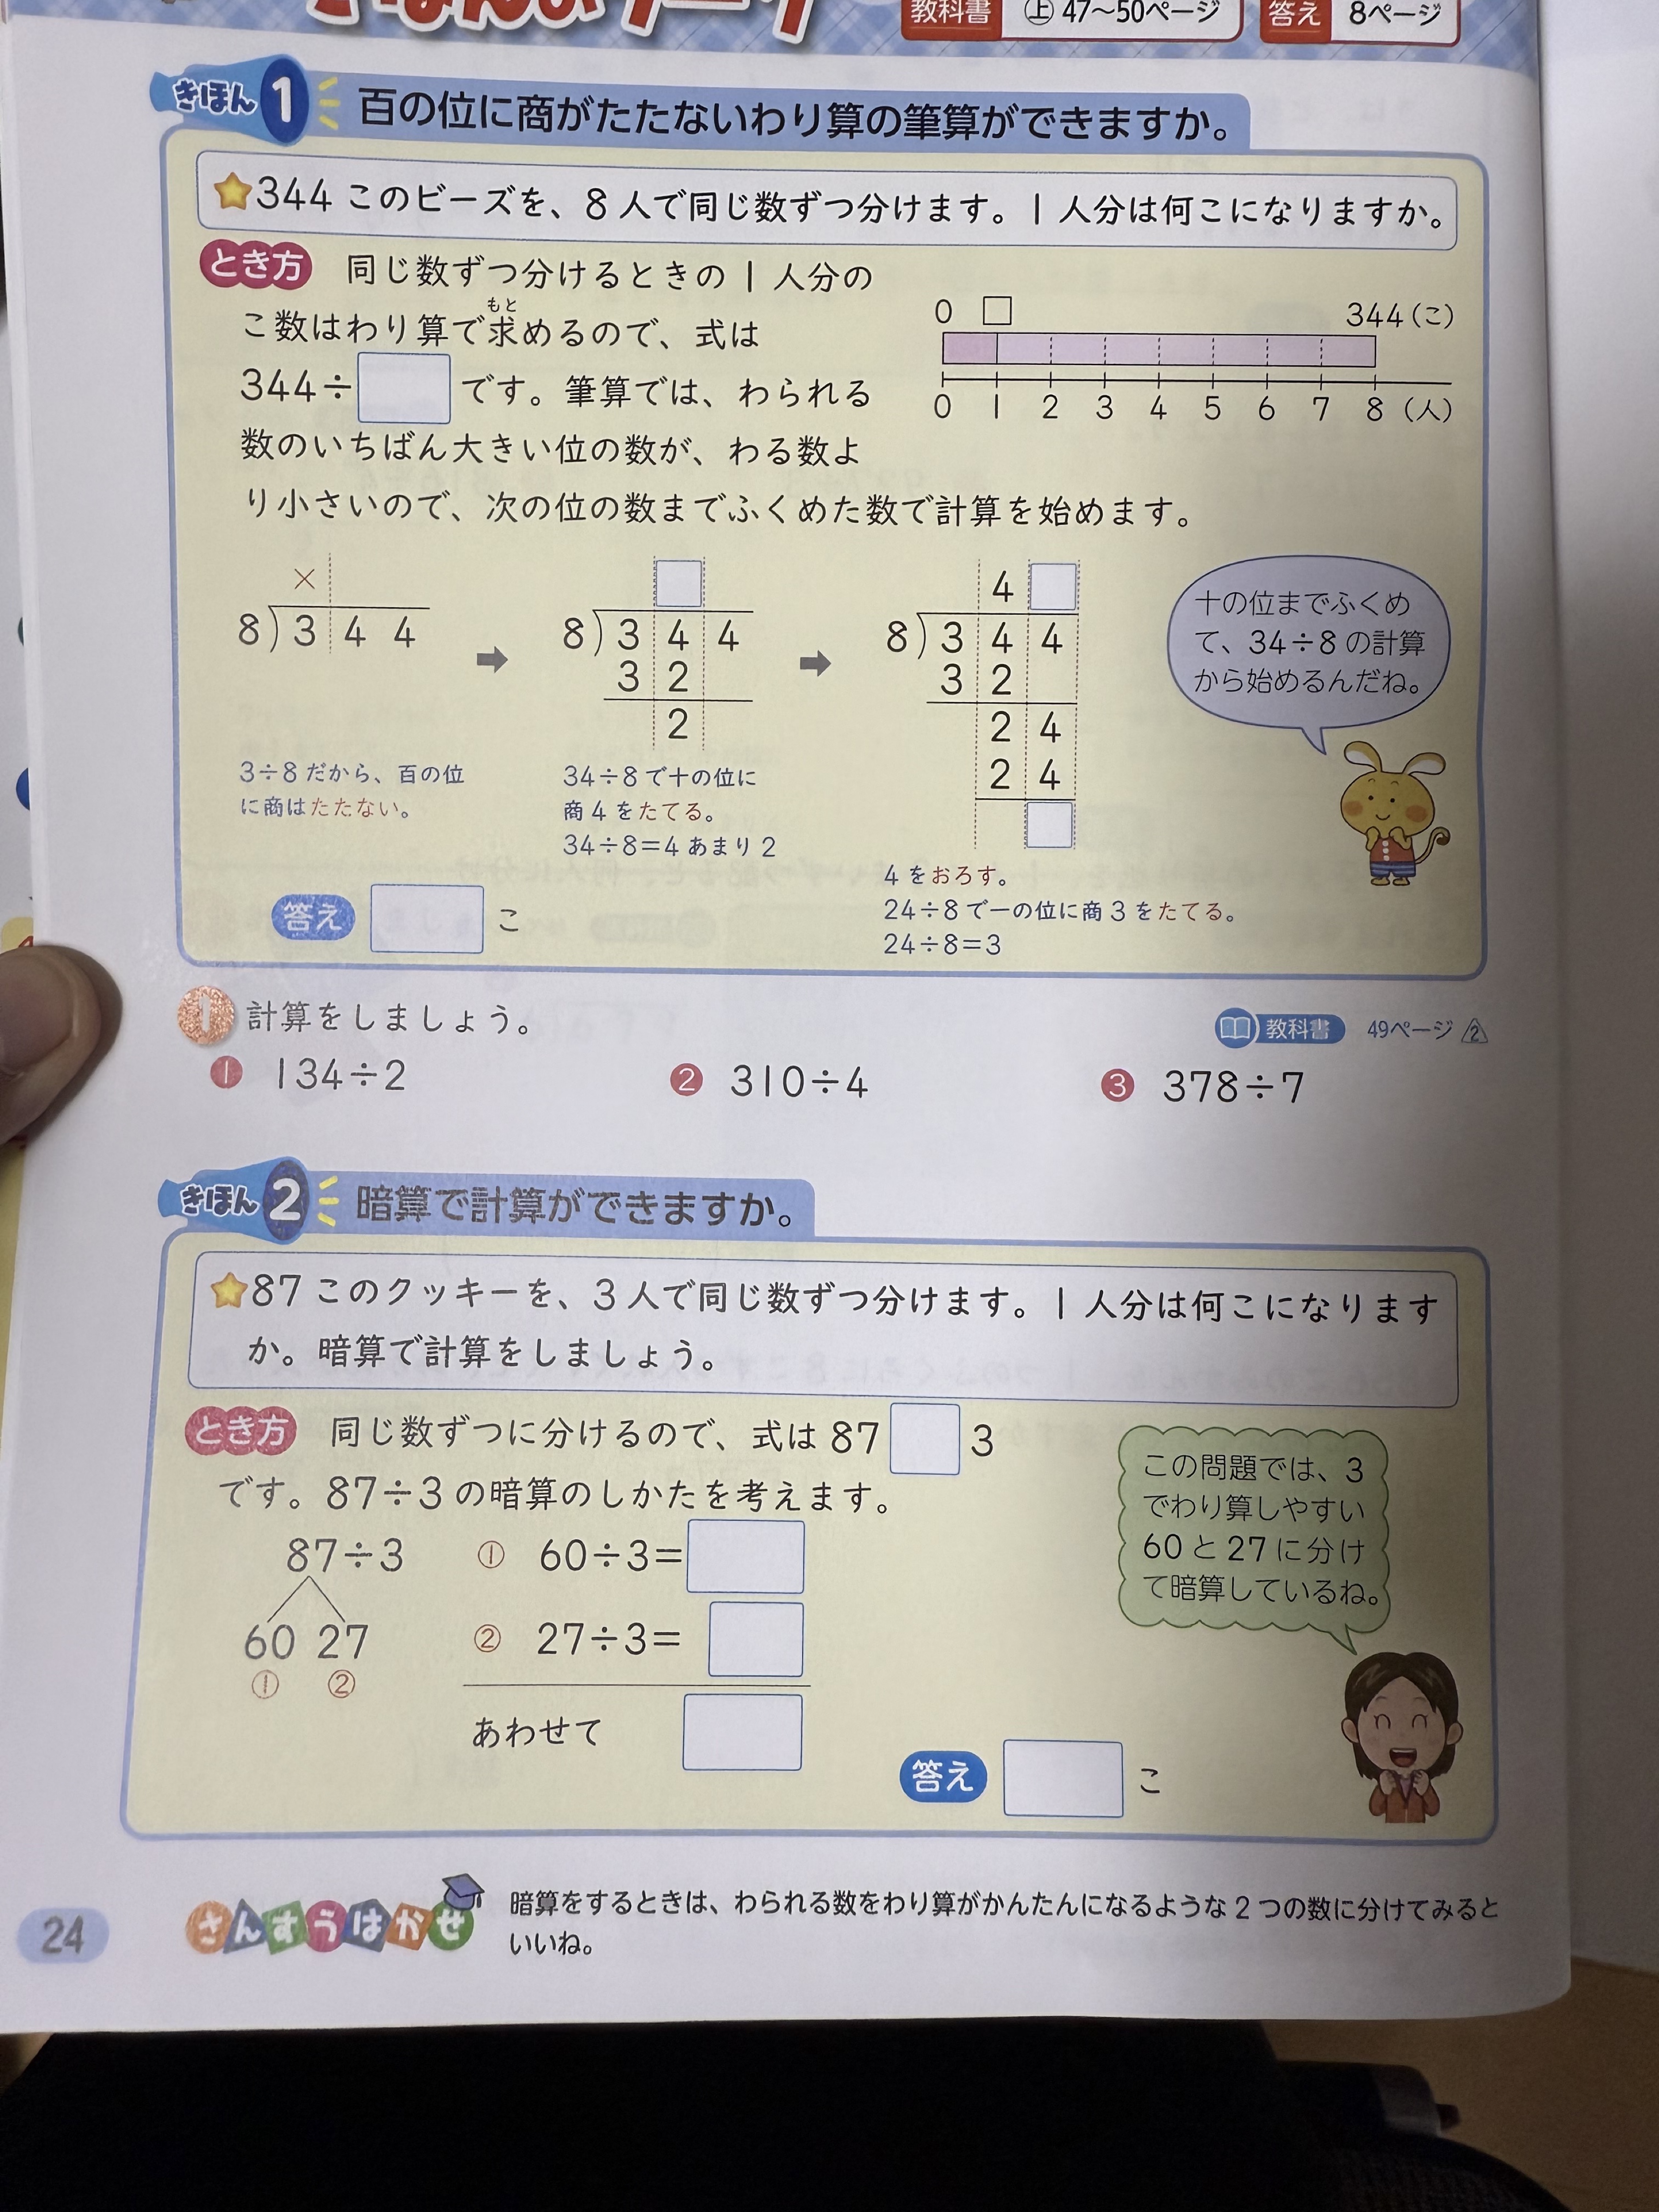 教科書 上 47〜50ページ 答え 8ページ
きほん 1 百の位に商がたたないわり算の筆算ができますか。
344 このビーズを、8 人で同じ数ずつ分けます。1 人分は何こになりますか。
とき方 同じ数ずつ分けるときの 1 人分の
もと
こ数はわり算で求めるので、式は
344÷□です。筆算では、わられる
数のいちばん大きい位の数が、わる数よ
り小さいので、次の位の数までふくめた数で計算を始めます。
0 □ 344(こ)
0 1 2 3 4 5 6 7 8 (人)
×
8)3 4 4
3÷8 だから、百の位
に商はたたない。
➡
□
8)3 4 4
3 2
2
34÷8 で十の位に
商 4 をたてる。
34÷8=4 あまり 2
➡
4 □
8)3 4 4
3 2
2 4
2 4
□
4 をおろす。
24÷8 で一の位に商 3 をたてる。
24÷8=3
十の位までふくめ
て、34÷8 の計算
から始めるんだね。
答え □ こ
1 計算をしましょう。
教科書 49ページ 2
① 134÷2 ② 310÷4 ③ 378÷7
きほん 2 暗算で計算ができますか。
87 このクッキーを、3 人で同じ数ずつ分けます。1 人分は何こになります
か。暗算で計算をしましょう。
とき方 同じ数ずつに分けるので、式は 87 □ 3
です。87÷3 の暗算のしかたを考えます。
87÷3
60 27
① ②
① 60÷3=□
② 27÷3=□
あわせて □
この問題では、3
でわり算しやすい
60 と 27 に分け
て暗算しているね。
答え □ こ
さんすうはかせ
暗算をするときは、わられる数をわり算がかんたんになるような 2 つの数に分けてみると
いいね。
24